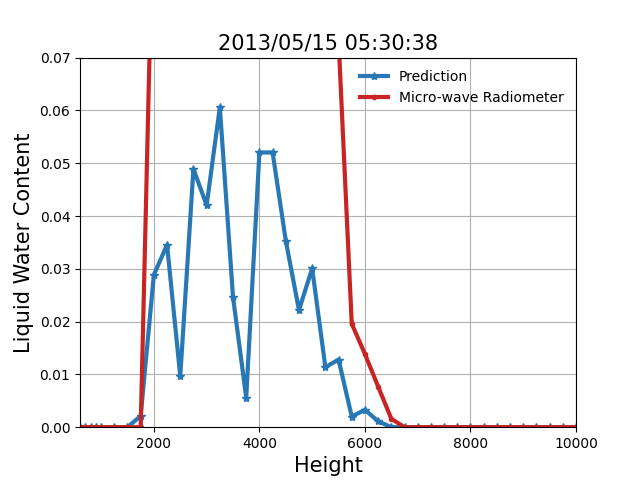 2013/05/15 05:30:38
Prediction
Micro-wave Radiometer
Liquid Water Content
0.07
0.06
0.05
0.04
0.03
0.02
0.01
0.00
2000 4000 6000 8000 10000
Height